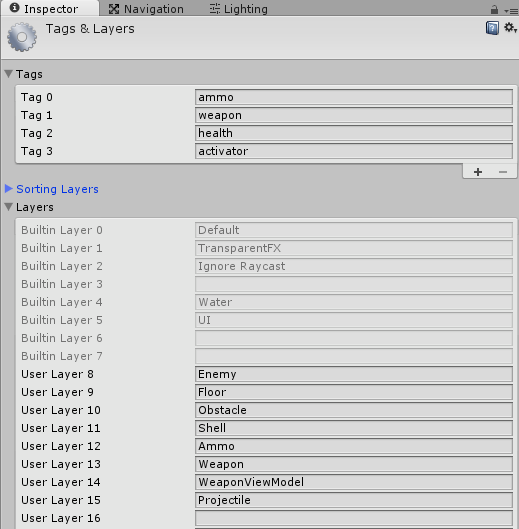 Inspector Navigation Lighting
Tags & Layers
Tags
Tag 0 ammo
Tag 1 weapon
Tag 2 health
Tag 3 activator
+ −
Sorting Layers
Layers
Builtin Layer 0 Default
Builtin Layer 1 TransparentFX
Builtin Layer 2 Ignore Raycast
Builtin Layer 3
Builtin Layer 4 Water
Builtin Layer 5 UI
Builtin Layer 6
Builtin Layer 7
User Layer 8 Enemy
User Layer 9 Floor
User Layer 10 Obstacle
User Layer 11 Shell
User Layer 12 Ammo
User Layer 13 Weapon
User Layer 14 WeaponViewModel
User Layer 15 Projectile
User Layer 16